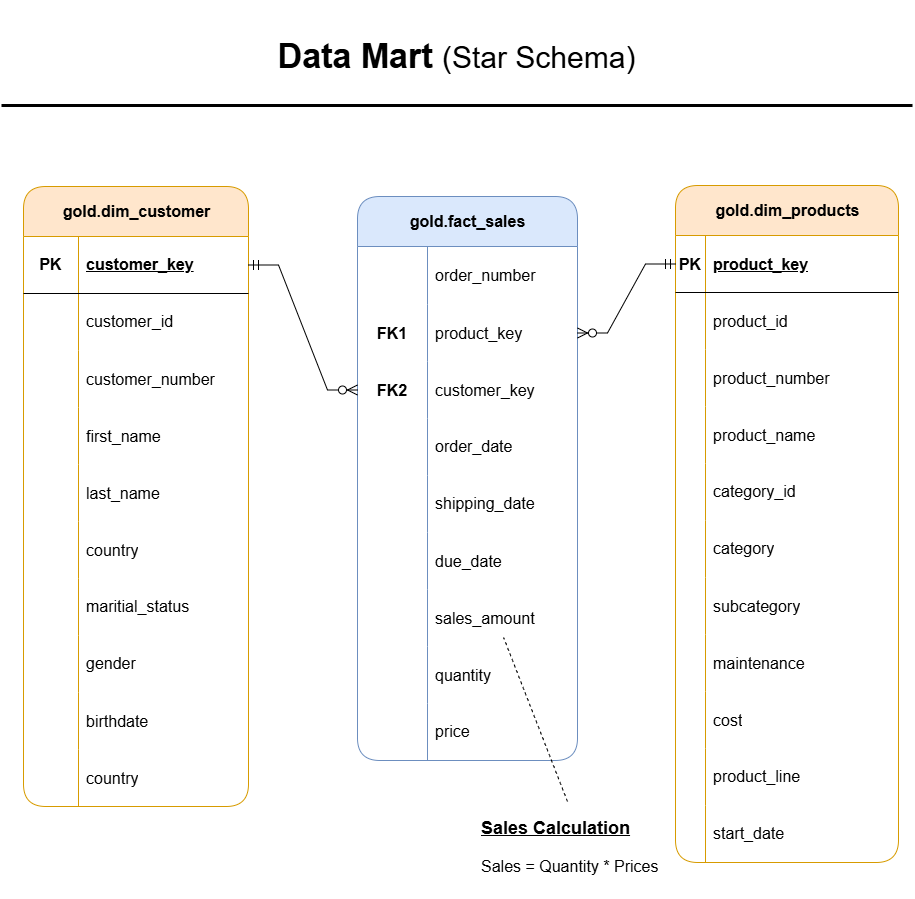 Data Mart (Star Schema)
gold.dim_customer
PK customer_key
customer_id
customer_number
first_name
last_name
country
maritial_status
gender
birthdate
country
gold.fact_sales
order_number
FK1 product_key
FK2 customer_key
order_date
shipping_date
due_date
sales_amount
quantity
price
Sales Calculation
Sales = Quantity * Prices
gold.dim_products
PK product_key
product_id
product_number
product_name
category_id
category
subcategory
maintenance
cost
product_line
start_date